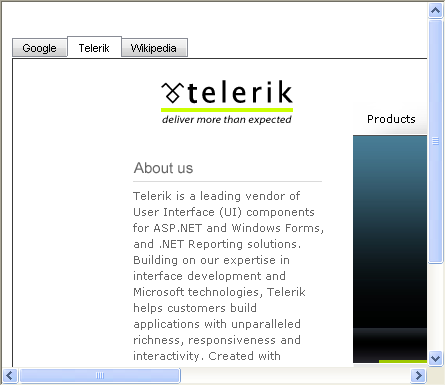 Google Telerik Wikipedia
telerik
deliver more than expected
Products
About us
Telerik is a leading vendor of
User Interface (UI) components
for ASP.NET and Windows Forms,
and .NET Reporting solutions.
Building on our expertise in
interface development and
Microsoft technologies, Telerik
helps customers build
applications with unparalleled
richness, responsiveness and
interactivity. Created with